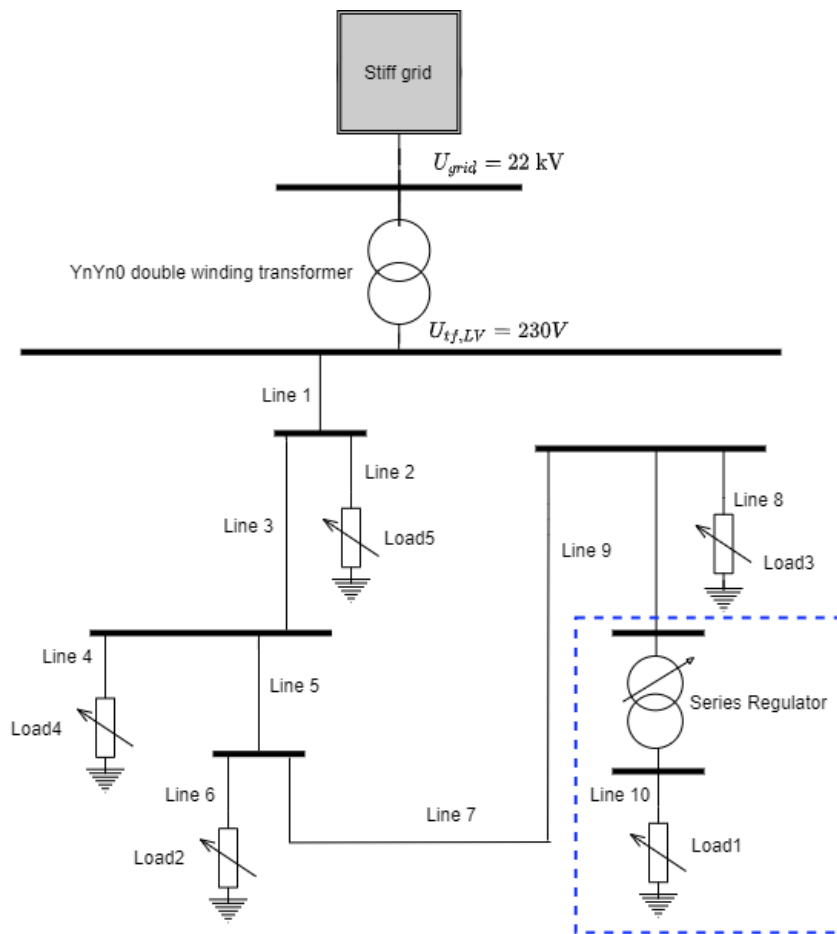 Stiff grid
U_grid = 22 kV
YnYn0 double winding transformer
U_tf,LV = 230V
Line 1
Line 2
Line 3
Load5
Line 8
Line 9
Load3
Line 4
Line 5
Load4
Series Regulator
Line 6
Line 7
Line 10
Load2
Load1